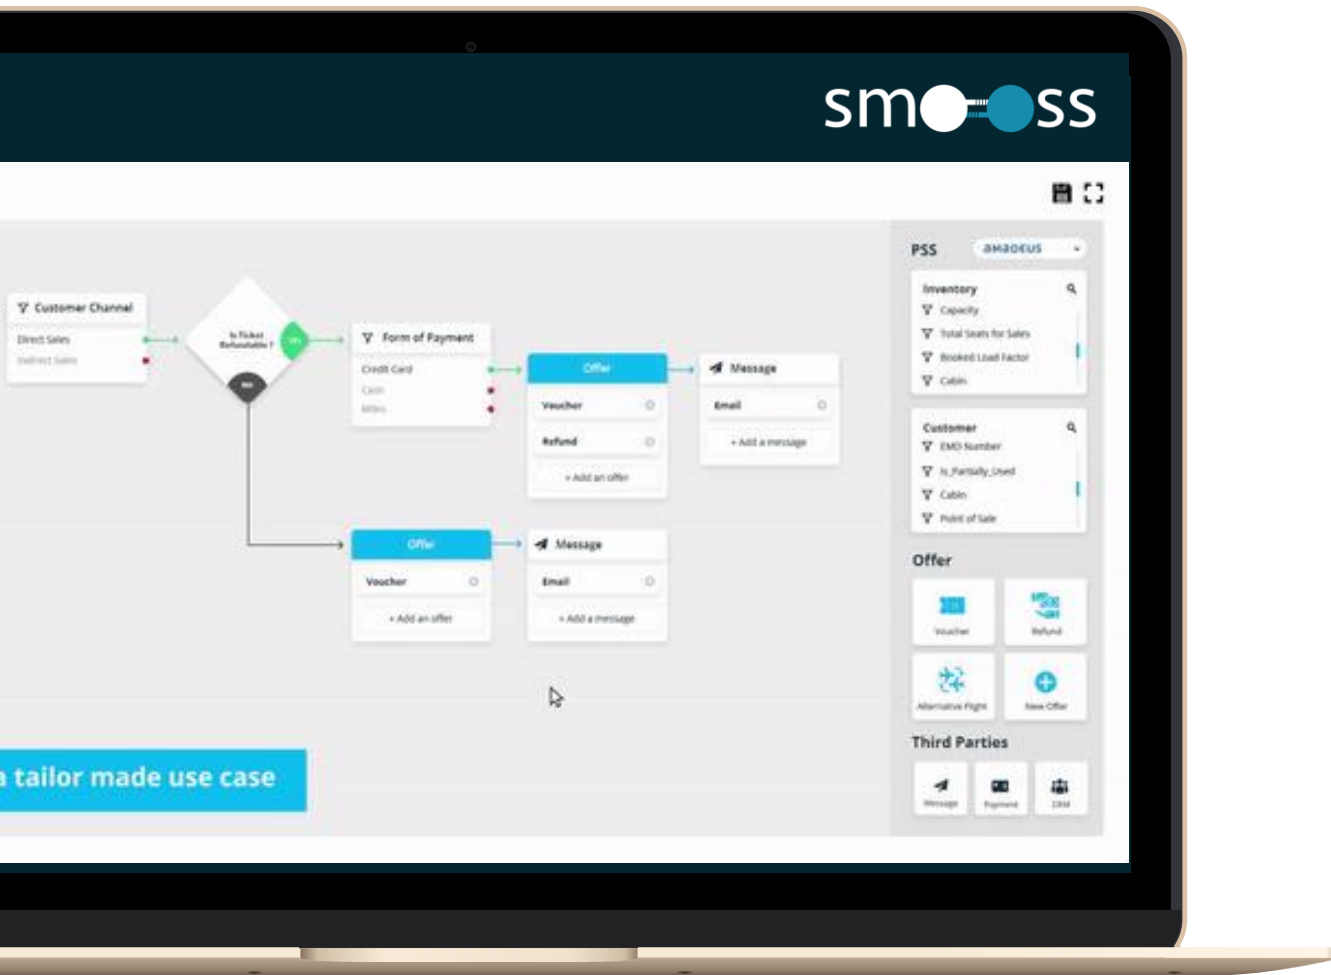 smooss
PSS
amadeus
Customer Channel
Direct Sales
Indirect Sales
Is Ticket
Refundable ?
YES
NO
Form of Payment
Credit Card
Cash
Miles
Offer
Voucher
Refund
+ Add an offer
Message
Email
+ Add a message
Offer
Voucher
+ Add an offer
Message
Email
+ Add a message
Inventory
Capacity
Total Seats for Sales
Booked Load Factor
Cabin
Customer
EMD Number
Is_Partially_Used
Cabin
Point of Sale
Offer
Voucher
Refund
Alternative Flight
New Offer
Third Parties
Message
Payment
CRM
a tailor made use case